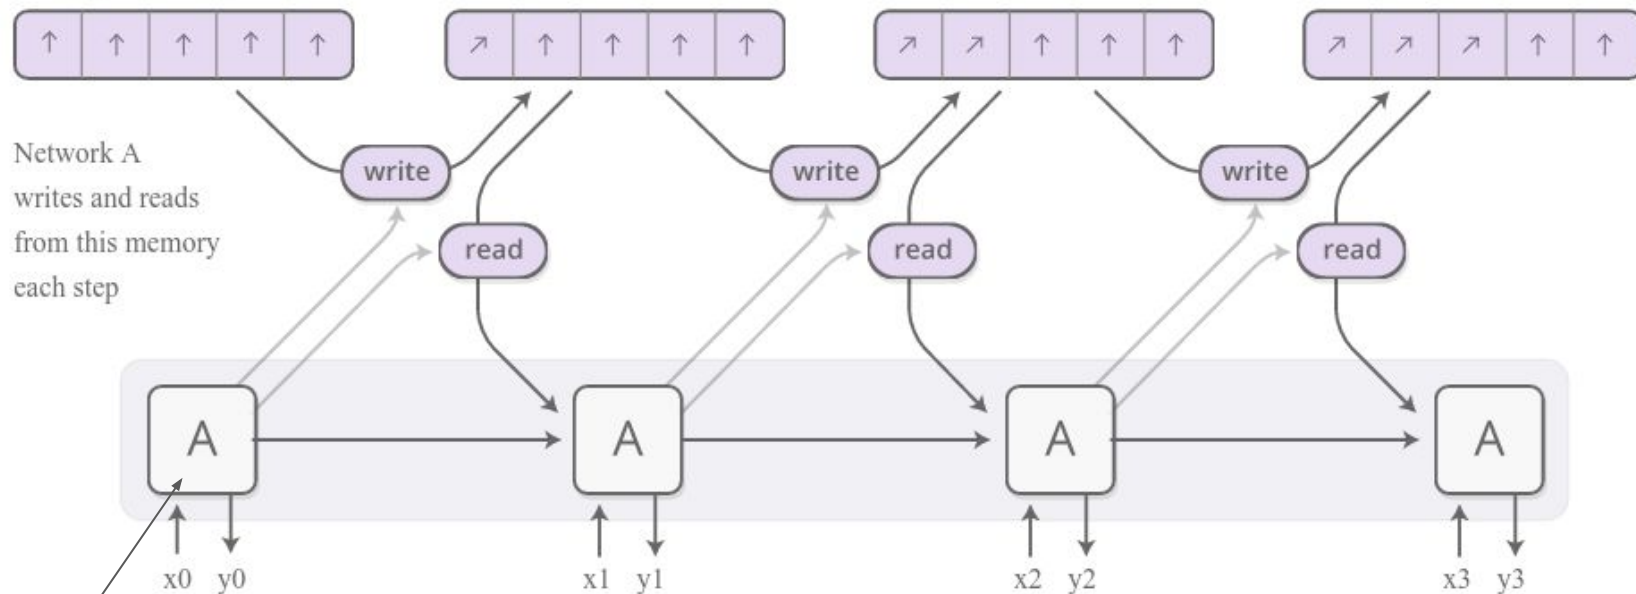 Network A
writes and reads
from this memory
each step
write
write
write
read
read
read
A
A
A
A
x0 y0
x1 y1
x2 y2
x3 y3